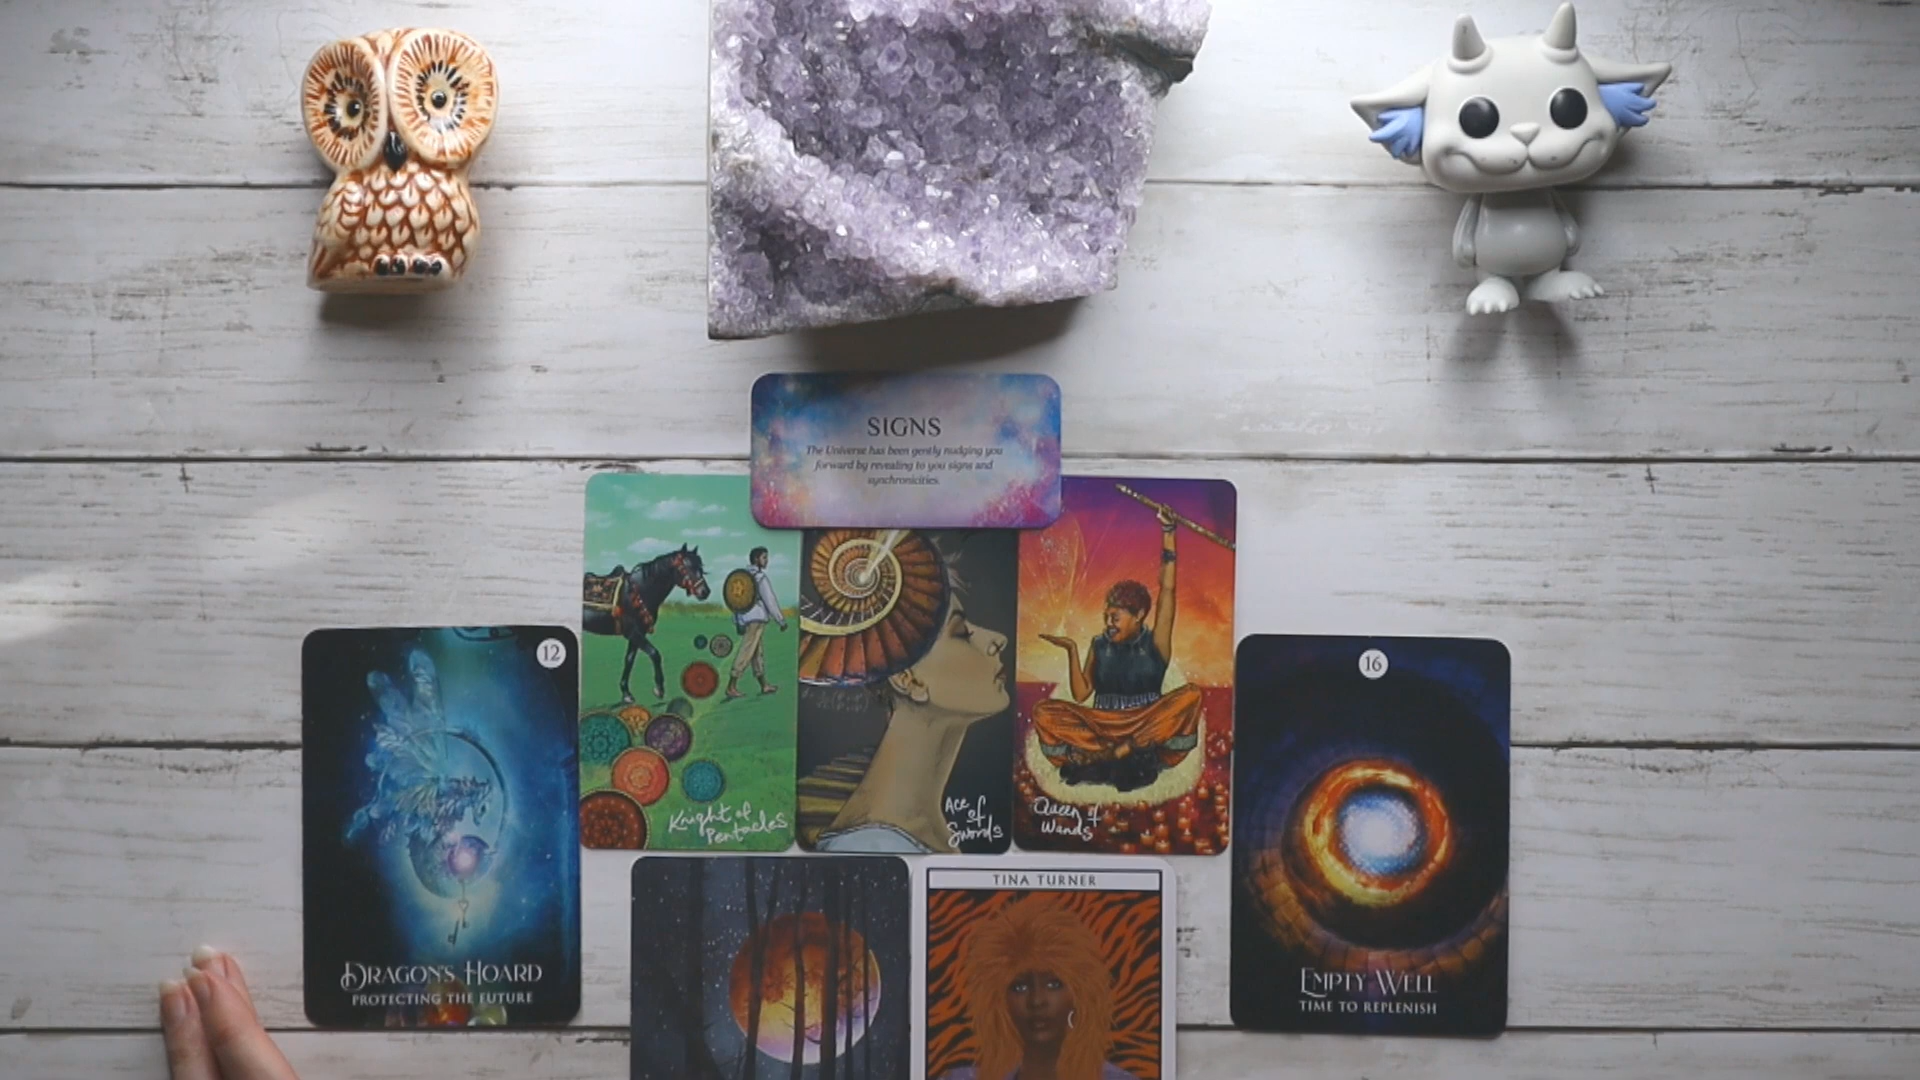 SIGNS
The Universe has been gently nudging you
forward by revealing to you signs and
synchronicities.
Knight of
Pentacles
Ace
of
Swords
Queen of
Wands
12
DRAGON'S HOARD
PROTECTING THE FUTURE
TINA TURNER
16
EMPTY WELL
TIME TO REPLENISH